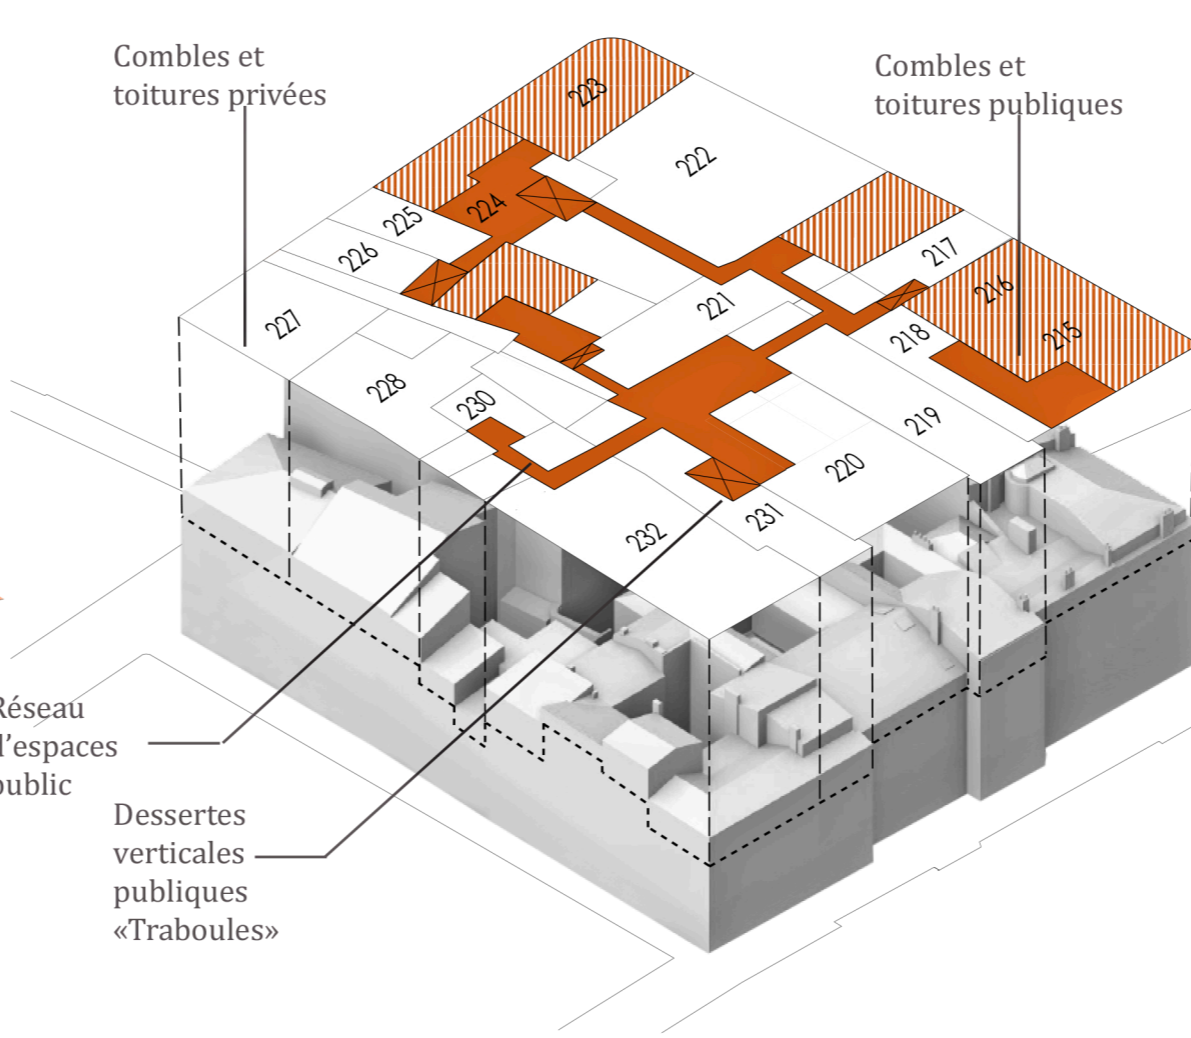 Combles et
toitures privées
Combles et
toitures publiques
223
222
224
225
226
217
216
227
221
215
218
228
230
219
220
231
232
Réseau
d'espaces
public
Dessertes
verticales
publiques
«Traboules»